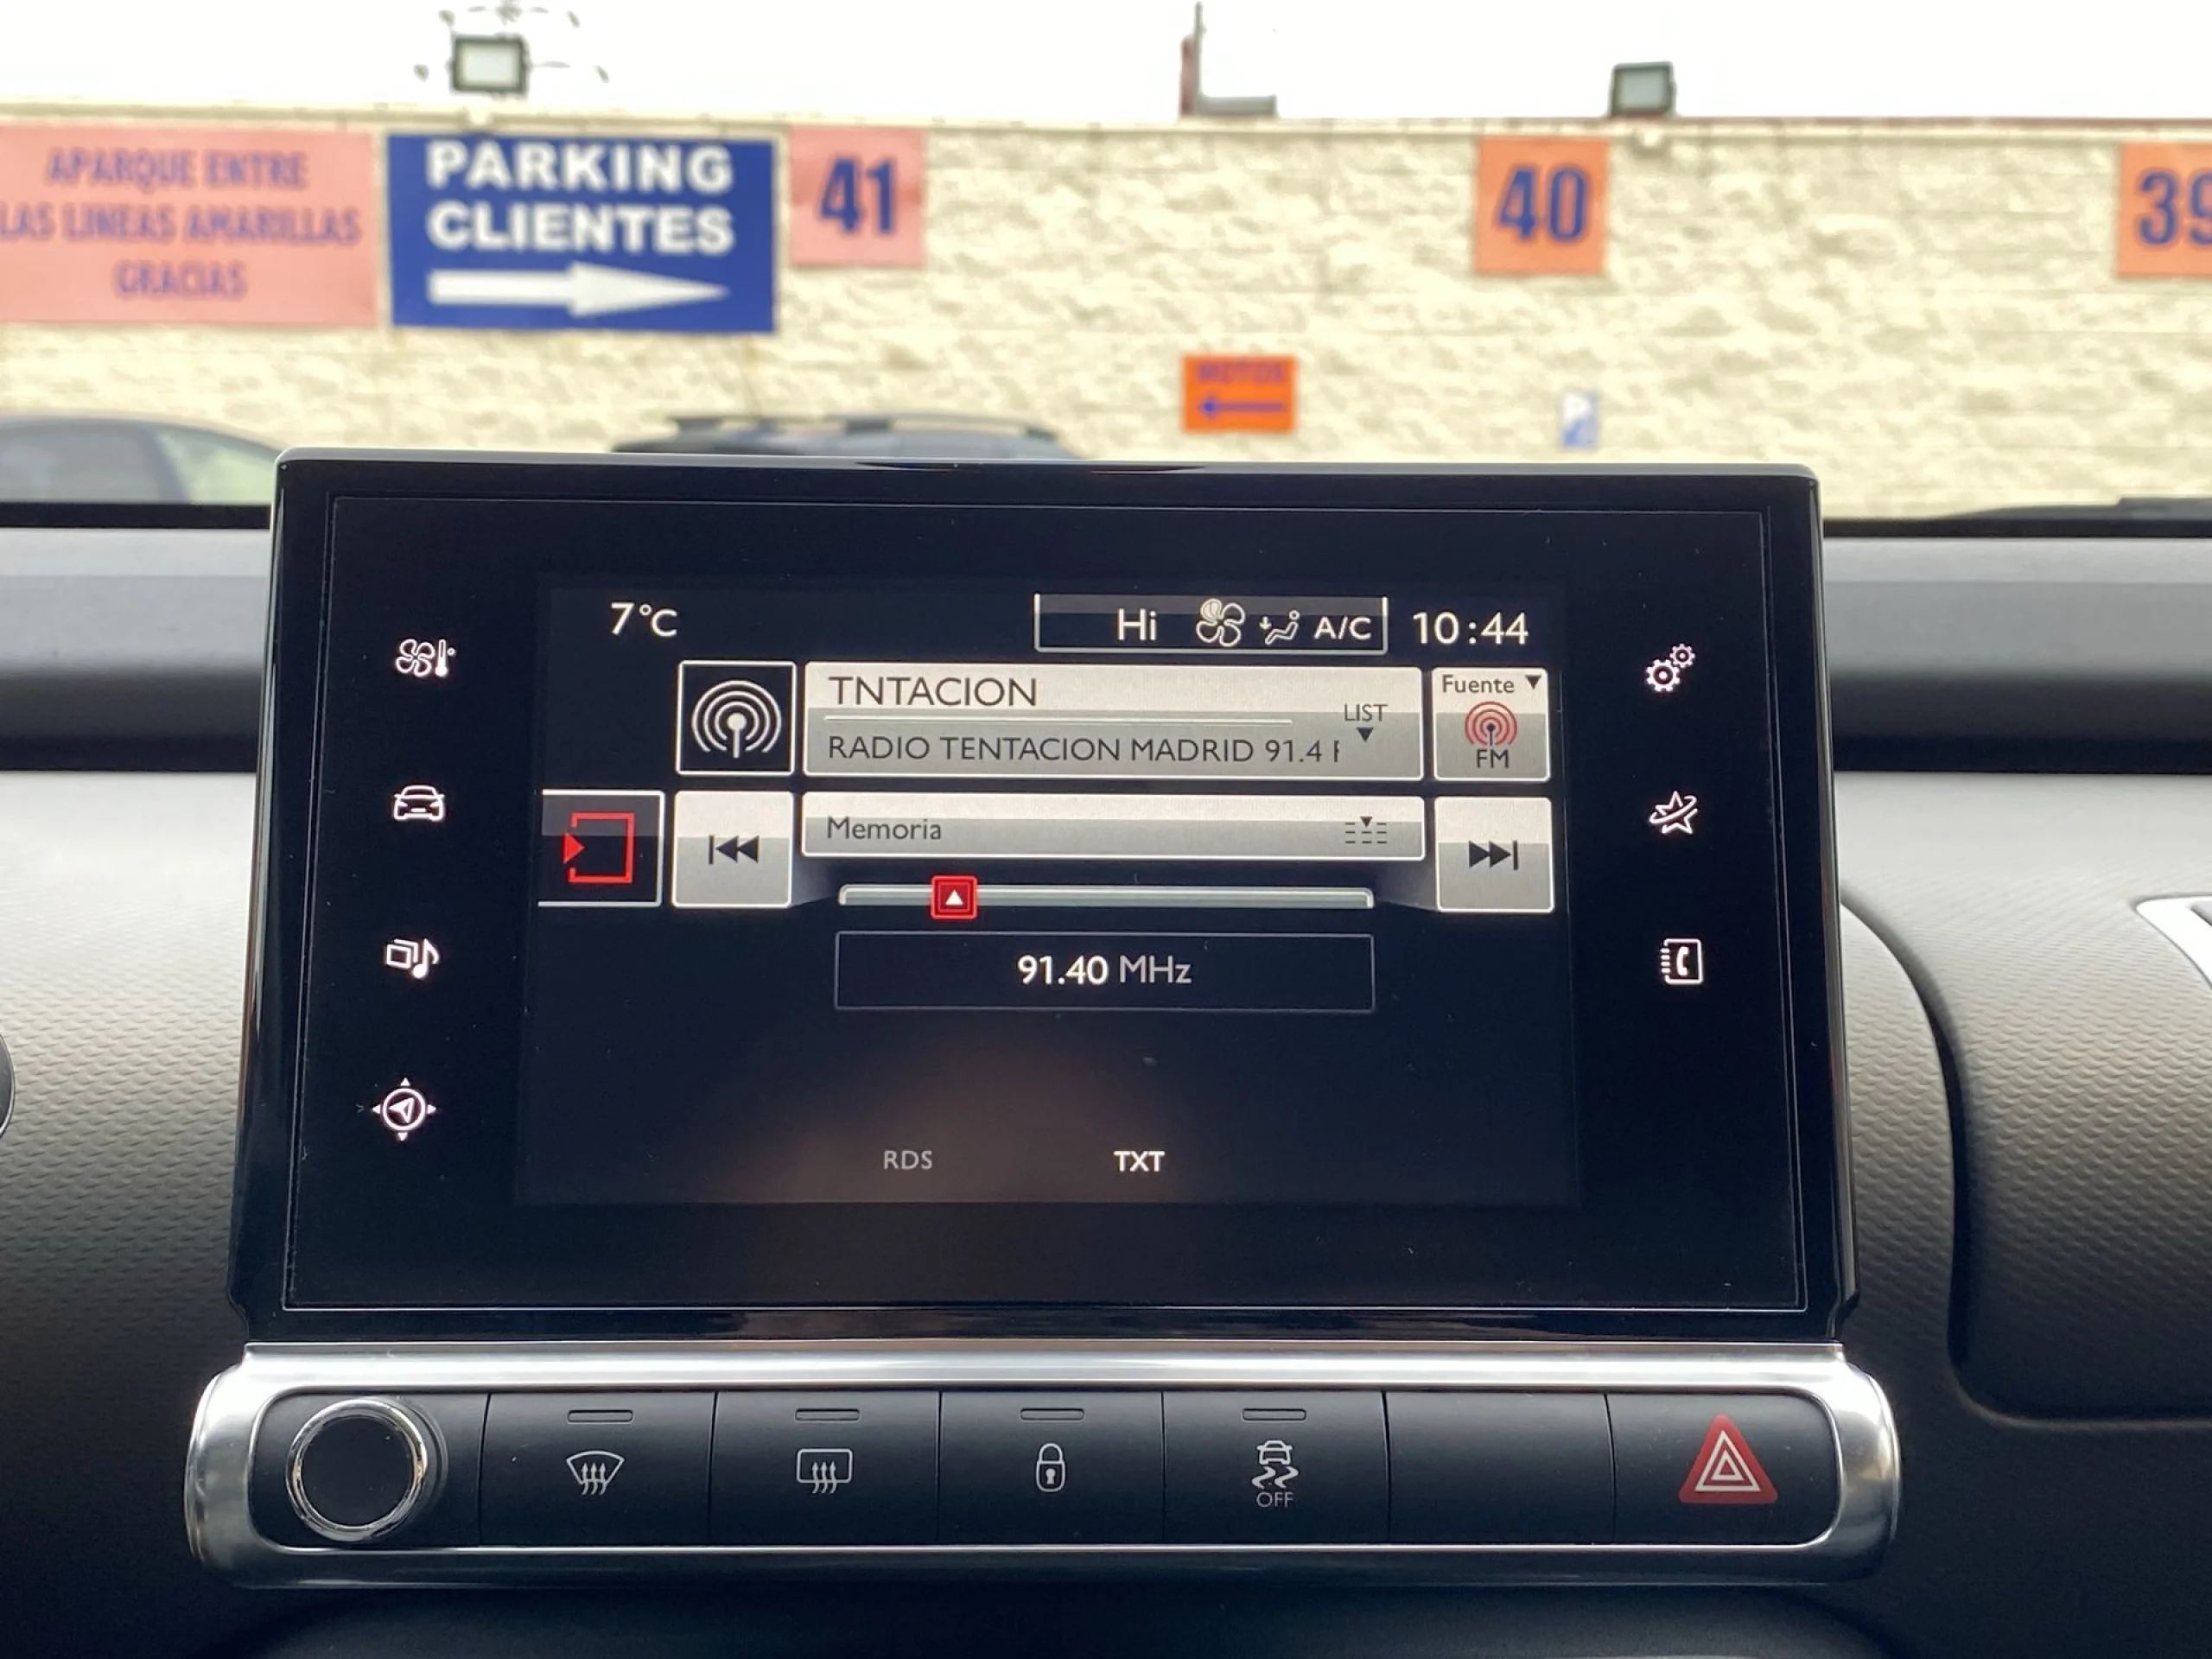 APARQUE ENTRE
LAS LINEAS AMARILLAS
GRACIAS
PARKING
CLIENTES
41
40
39
MOTOS
P
7°C
Hi
A/C
10:44
TNTACION
LIST
RADIO TENTACION MADRID 91.4 F
Fuente
FM
Memoria
91.40 MHz
RDS
TXT
OFF